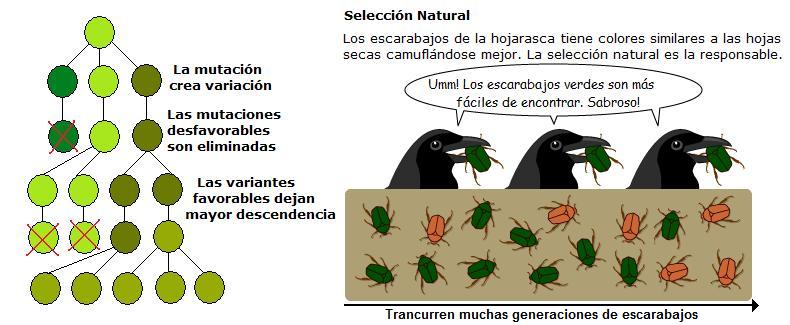 La mutación
crea variación
Las mutaciones
desfavorables
son eliminadas
Las variantes
favorables dejan
mayor descendencia
Selección Natural
Los escarabajos de la hojarasca tiene colores similares a las hojas
secas camuflándose mejor. La selección natural es la responsable.
Umm! Los escarabajos verdes son más
fáciles de encontrar. Sabroso!
Trancurren muchas generaciones de escarabajos